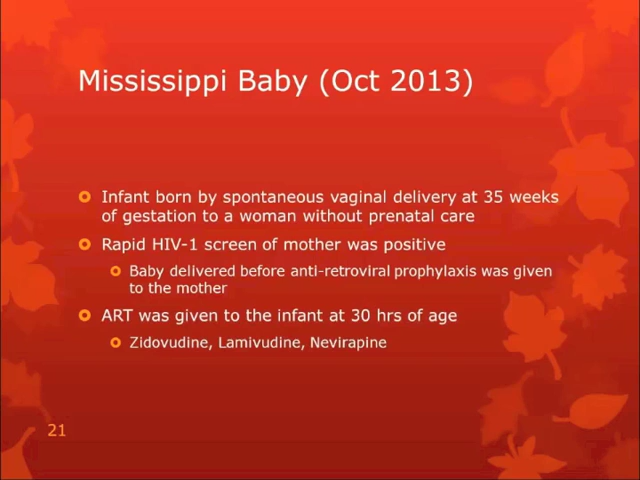 Mississippi Baby (Oct 2013)
Infant born by spontaneous vaginal delivery at 35 weeks
of gestation to a woman without prenatal care
Rapid HIV-1 screen of mother was positive
Baby delivered before anti-retroviral prophylaxis was given
to the mother
ART was given to the infant at 30 hrs of age
Zidovudine, Lamivudine, Nevirapine
21